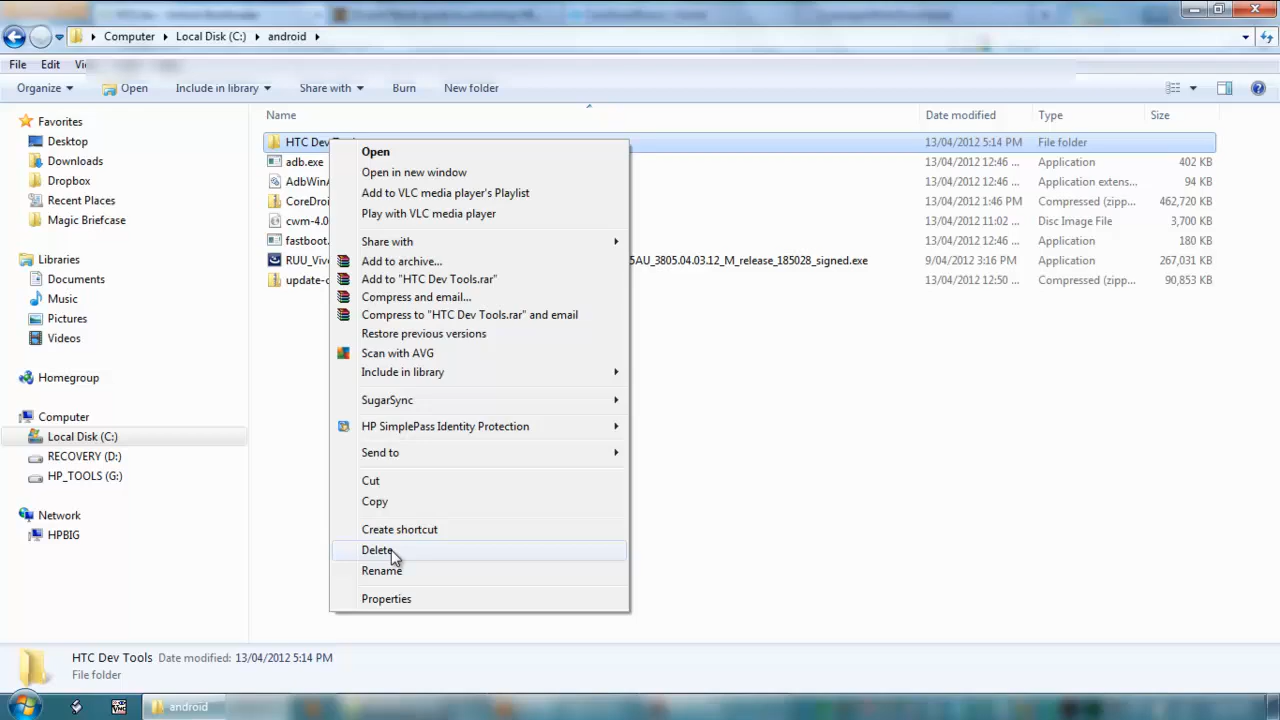 Computer ▸ Local Disk (C:) ▸ android ▸
File Edit
Organize Open Include in library Share with Burn New folder
Name Date modified Type Size
Favorites
Desktop
Downloads
Dropbox
Recent Places
Magic Briefcase
Libraries
Documents
Music
Pictures
Videos
Homegroup
Computer
Local Disk (C:)
RECOVERY (D:)
HP_TOOLS (G:)
Network
HPBIG
HTC Dev 13/04/2012 5:14 PM File folder
adb.exe 13/04/2012 12:46 ... Application 402 KB
AdbWinA 13/04/2012 12:46 ... Application extens... 94 KB
CoreDroi 13/04/2012 1:46 PM Compressed (zipp... 462,720 KB
cwm-4.0 13/04/2012 11:02 ... Disc Image File 3,700 KB
fastboot. 13/04/2012 12:46 ... Application 180 KB
RUU_Viv 5AU_3805.04.03.12_M_release_185028_signed.exe 9/04/2012 3:16 PM Application 267,031 KB
update-c 13/04/2012 12:50 ... Compressed (zipp... 90,853 KB
Open
Open in new window
Add to VLC media player's Playlist
Play with VLC media player
Share with
Add to archive...
Add to "HTC Dev Tools.rar"
Compress and email...
Compress to "HTC Dev Tools.rar" and email
Restore previous versions
Scan with AVG
Include in library
SugarSync
HP SimplePass Identity Protection
Send to
Cut
Copy
Create shortcut
Delete
Rename
Properties
HTC Dev Tools Date modified: 13/04/2012 5:14 PM
File folder
android